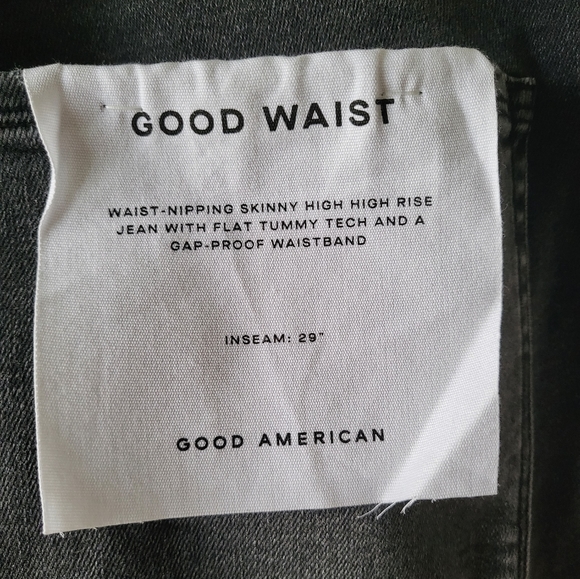 GOOD WAIST
WAIST-NIPPING SKINNY HIGH HIGH RISE
JEAN WITH FLAT TUMMY TECH AND A
GAP-PROOF WAISTBAND
INSEAM: 29"
GOOD AMERICAN